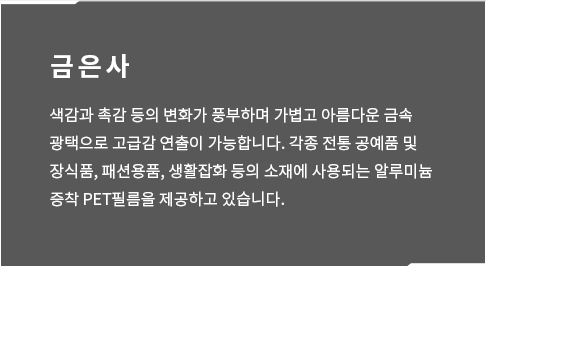 금은사
색감과 촉감 등의 변화가 풍부하며 가볍고 아름다운 금속
광택으로 고급감 연출이 가능합니다. 각종 전통 공예품 및
장식품, 패션용품, 생활잡화 등의 소재에 사용되는 알루미늄
증착 PET필름을 제공하고 있습니다.